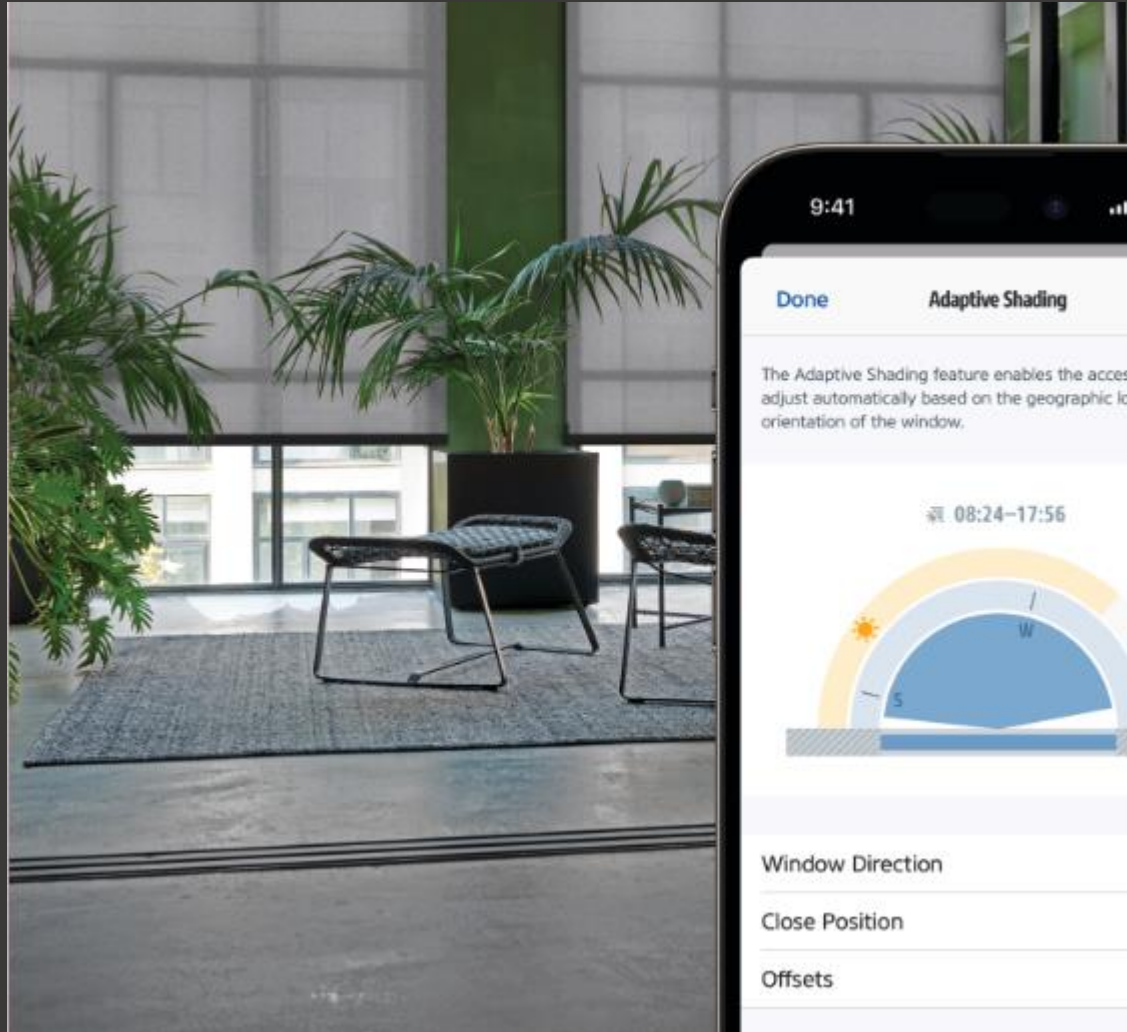 9:41
Done
Adaptive Shading
The Adaptive Shading feature enables the acces
adjust automatically based on the geographic lo
orientation of the window.
08:24–17:56
W
S
Window Direction
Close Position
Offsets